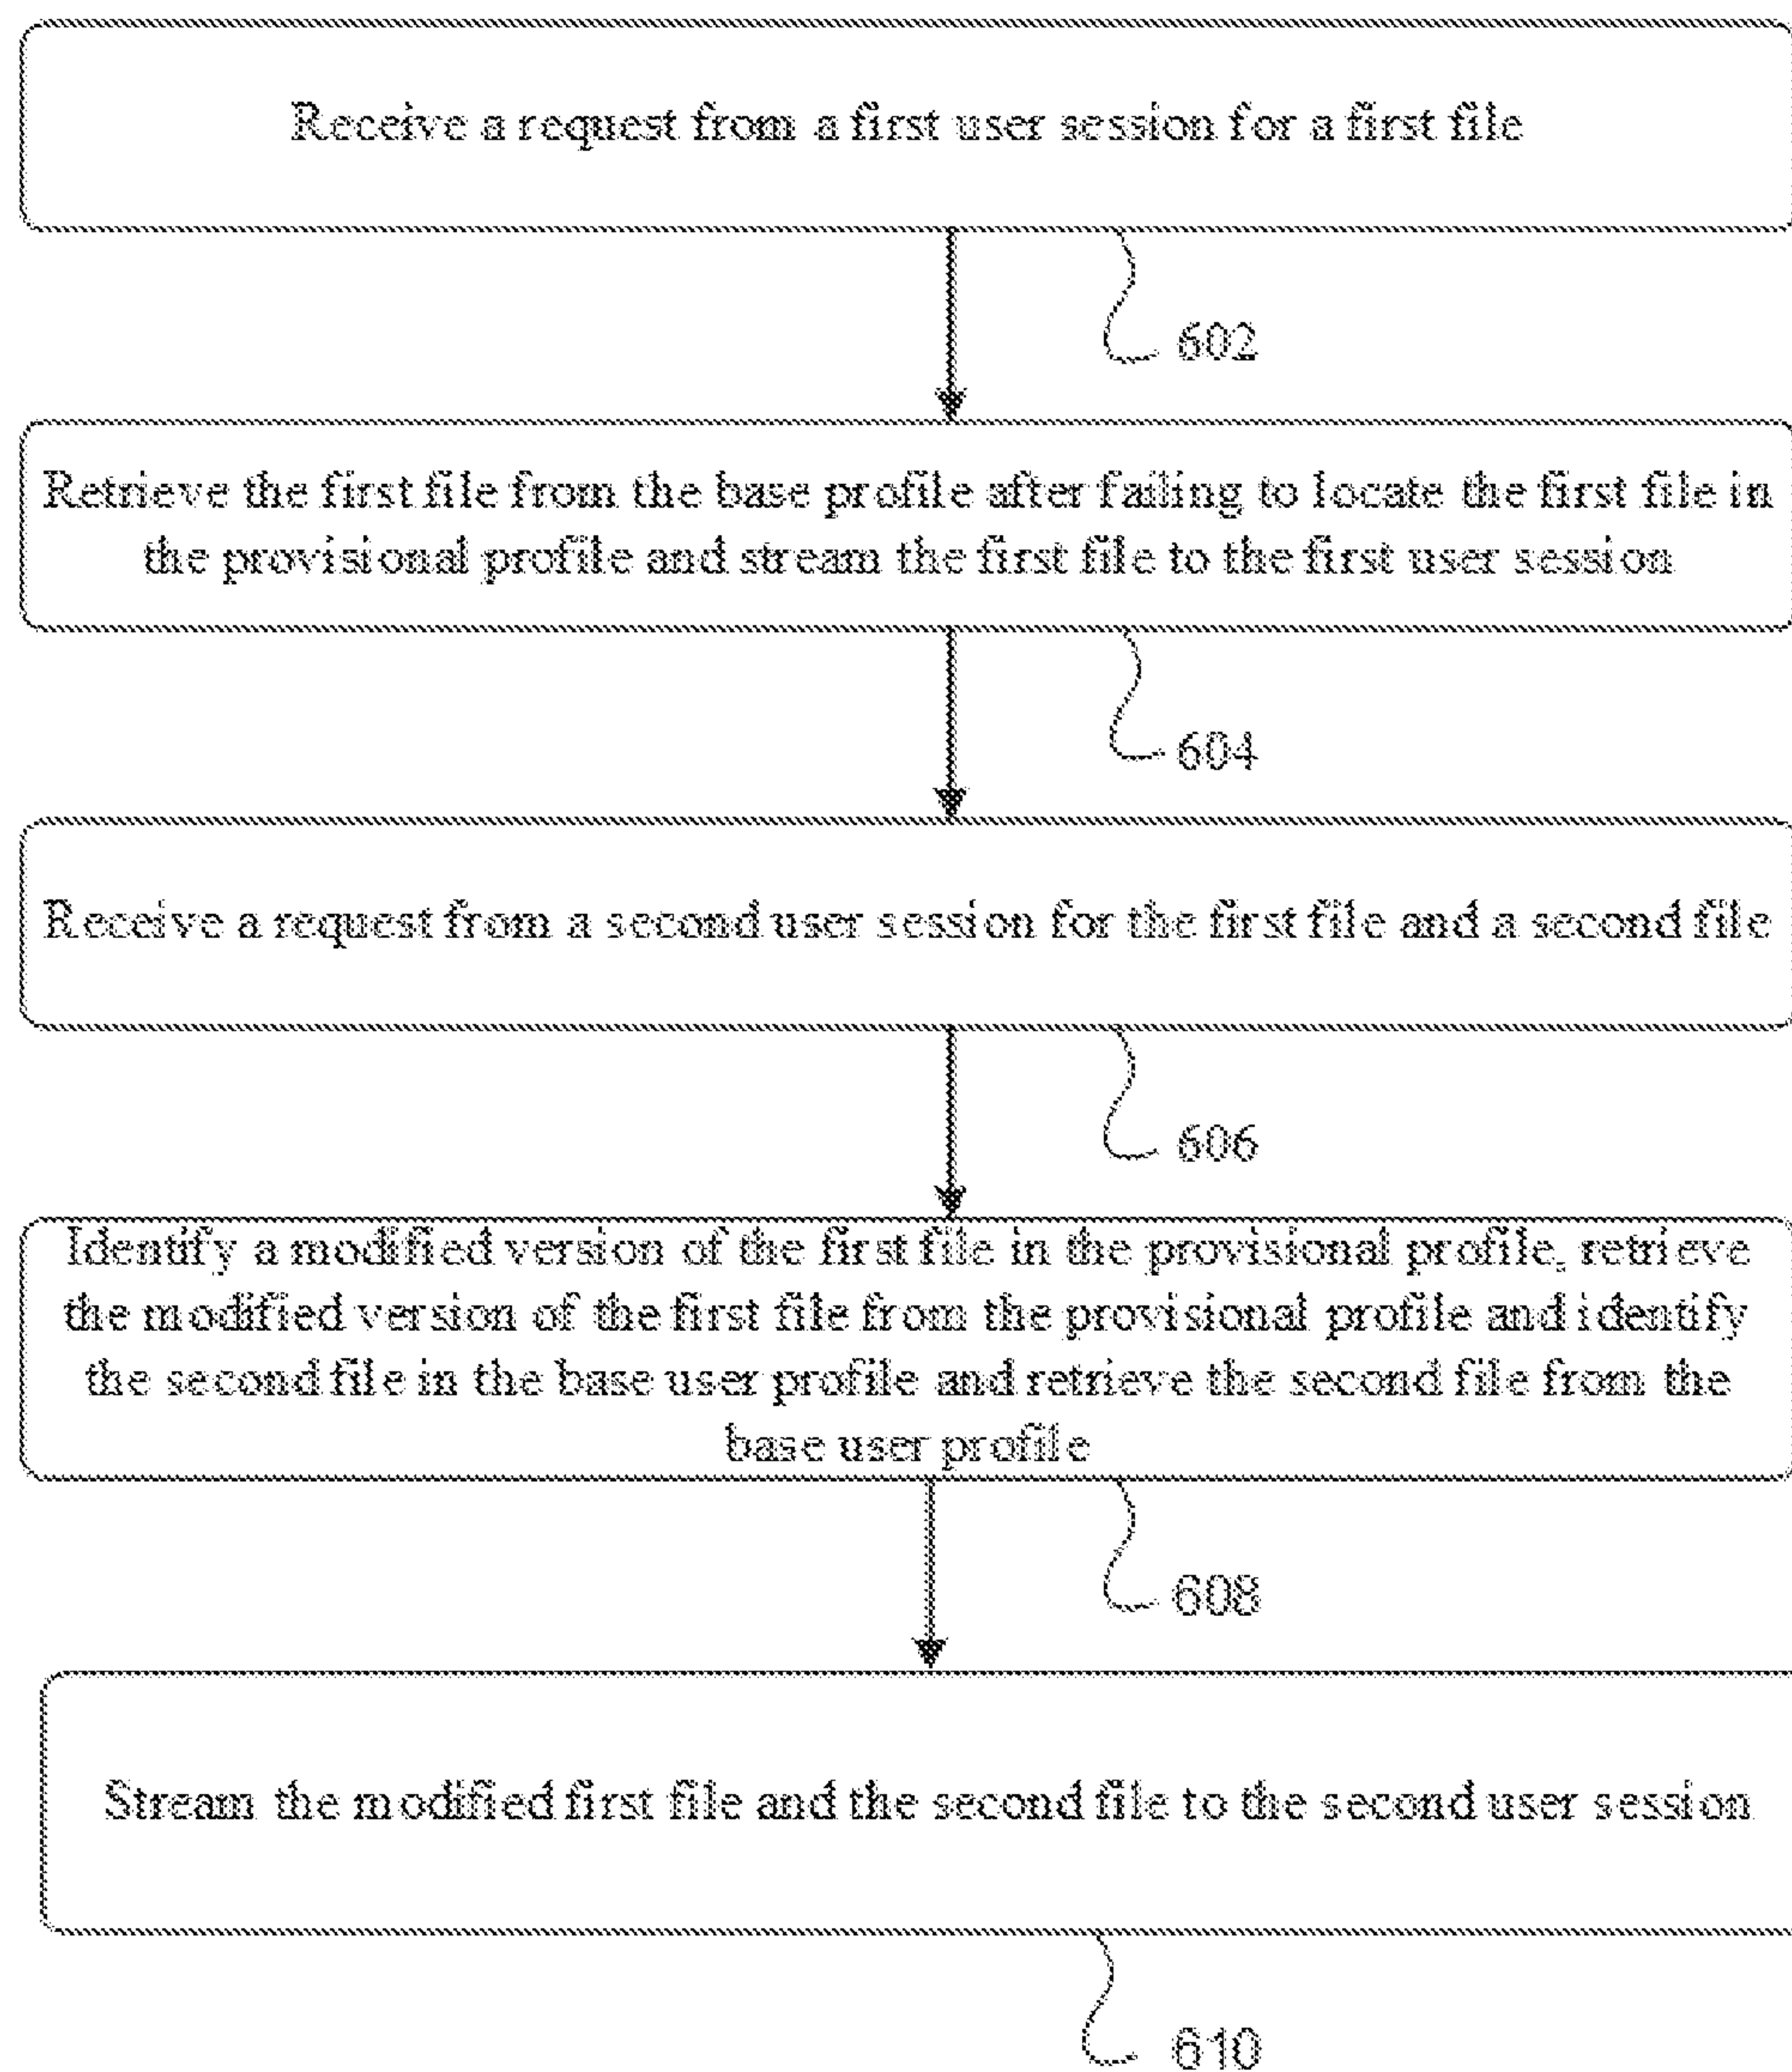 Receive a request from a first user session for a first file
602
Retrieve the first file from the base profile after failing to locate the first file in
the provisional profile and stream the first file to the first user session
604
Receive a request from a second user session for the first file and a second file
606
Identify a modified version of the first file in the provisional profile, retrieve
the modified version of the first file from the provisional profile and identify
the second file in the base user profile and retrieve the second file from the
base user profile
608
Stream the modified first file and the second file to the second user session
610